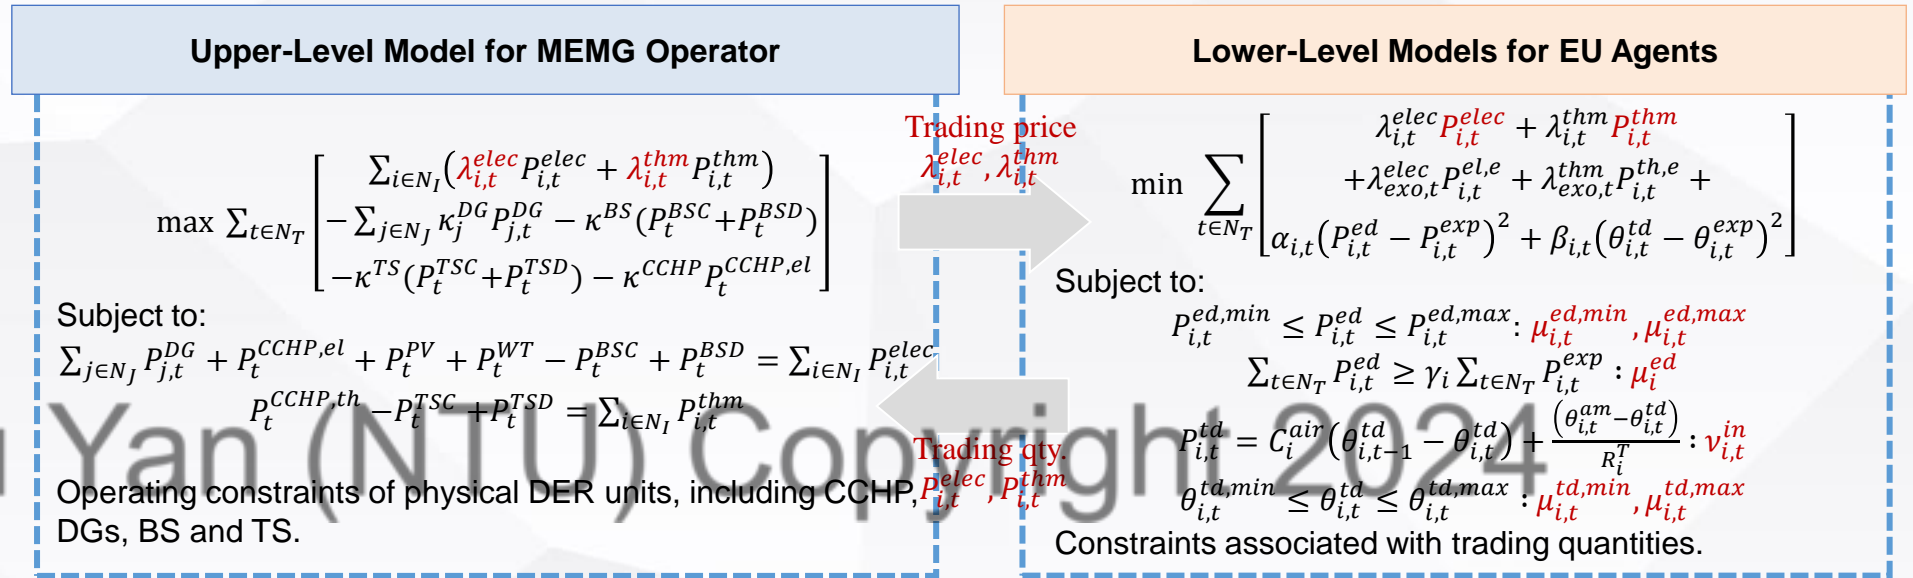 Upper-Level Model for MEMG Operator
max ∑_{t∈N_T} [ ∑_{i∈N_I}(λ_{i,t}^{elec} P_{i,t}^{elec} + λ_{i,t}^{thm} P_{i,t}^{thm})
− ∑_{j∈N_J} κ_j^{DG} P_{j,t}^{DG} − κ^{BS}(P_t^{BSC}+P_t^{BSD})
−κ^{TS}(P_t^{TSC}+P_t^{TSD}) − κ^{CCHP} P_t^{CCHP,el} ]
Subject to:
∑_{j∈N_J} P_{j,t}^{DG} + P_t^{CCHP,el} + P_t^{PV} + P_t^{WT} − P_t^{BSC} + P_t^{BSD} = ∑_{i∈N_I} P_{i,t}^{elec}
P_t^{CCHP,th} −P_t^{TSC} +P_t^{TSD} = ∑_{i∈N_I} P_{i,t}^{thm}
Operating constraints of physical DER units, including CCHP,
DGs, BS and TS.
Trading price
λ_{i,t}^{elec}, λ_{i,t}^{thm}
Trading qty.
P_{i,t}^{elec}, P_{i,t}^{thm}
Lower-Level Models for EU Agents
min ∑_{t∈N_T} [ λ_{i,t}^{elec} P_{i,t}^{elec} + λ_{i,t}^{thm} P_{i,t}^{thm}
+λ_{exo,t}^{elec} P_{i,t}^{el,e} + λ_{exo,t}^{thm} P_{i,t}^{th,e} +
α_{i,t}(P_{i,t}^{ed} − P_{i,t}^{exp})^2 + β_{i,t}(θ_{i,t}^{td} − θ_{i,t}^{exp})^2 ]
Subject to:
P_{i,t}^{ed,min} ≤ P_{i,t}^{ed} ≤ P_{i,t}^{ed,max}: μ_{i,t}^{ed,min}, μ_{i,t}^{ed,max}
∑_{t∈N_T} P_{i,t}^{ed} ≥ γ_i ∑_{t∈N_T} P_{i,t}^{exp} : μ_i^{ed}
P_{i,t}^{td} = C_i^{air}(θ_{i,t−1}^{td} − θ_{i,t}^{td}) + (θ_{i,t}^{am}−θ_{i,t}^{td})/R_i^T : ν_{i,t}^{in}
θ_{i,t}^{td,min} ≤ θ_{i,t}^{td} ≤ θ_{i,t}^{td,max} : μ_{i,t}^{td,min}, μ_{i,t}^{td,max}
Constraints associated with trading quantities.
Yan (NTU) Copyright 2024